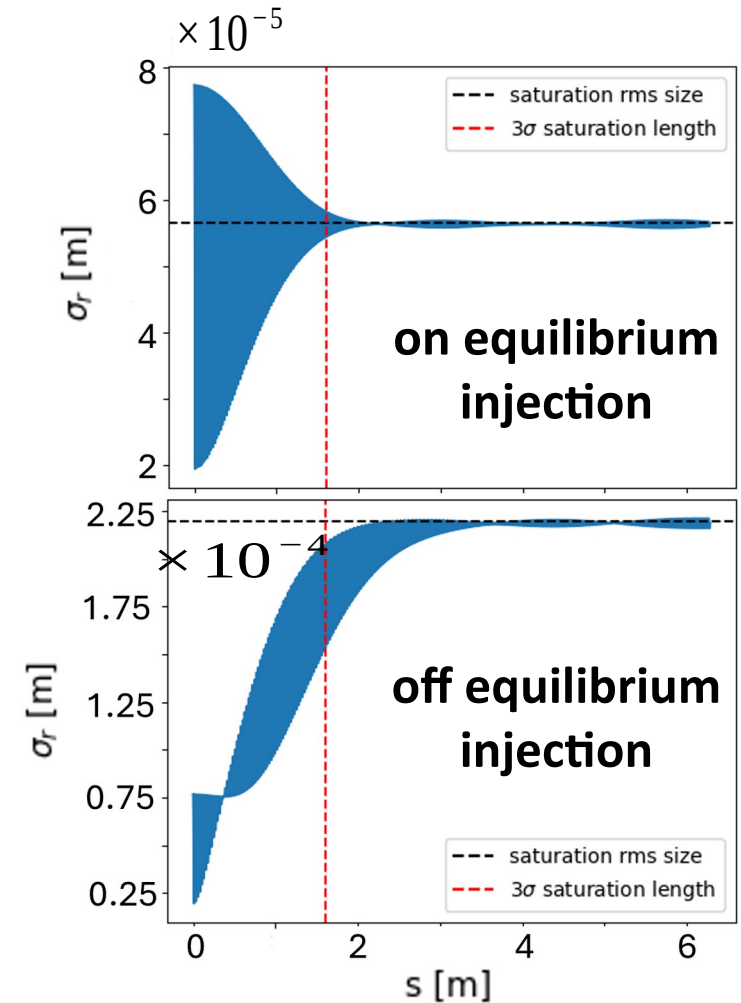 × 10⁻⁵
8
6
4
2
σᵣ [m]
saturation rms size
3σ saturation length
on equilibrium
injection
2.25
1.75
1.25
0.75
0.25
× 10⁻⁴
σᵣ [m]
off equilibrium
injection
saturation rms size
3σ saturation length
0 2 4 6
s [m]